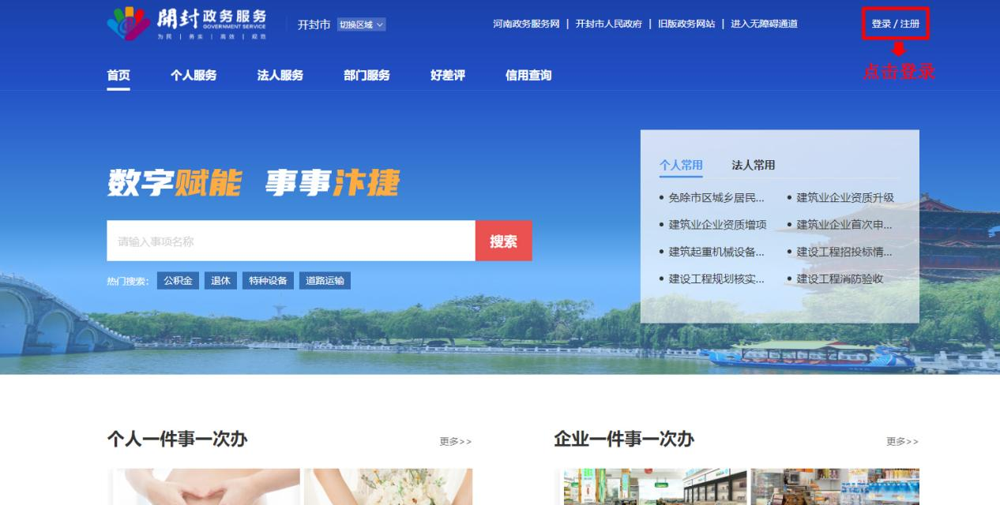 開封政务服务
GOVERNMENT SERVICE
为民 | 务实 | 高效 | 规范
开封市 切换区域
河南政务服务网 | 开封市人民政府 | 旧版政务网站 | 进入无障碍通道
登录 / 注册
点击登录
首页 个人服务 法人服务 部门服务 好差评 信用查询
数字赋能 事事汴捷
请输入事项名称 搜索
热门搜索: 公积金 退休 特种设备 道路运输
个人常用 法人常用
• 免除市区城乡居民... • 建筑业企业资质升级
• 建筑业企业资质增项 • 建筑业企业首次申...
• 建筑起重机械设备... • 建设工程招投标情...
• 建设工程规划核实... • 建设工程消防验收
个人一件事一次办 更多>>
企业一件事一次办 更多>>